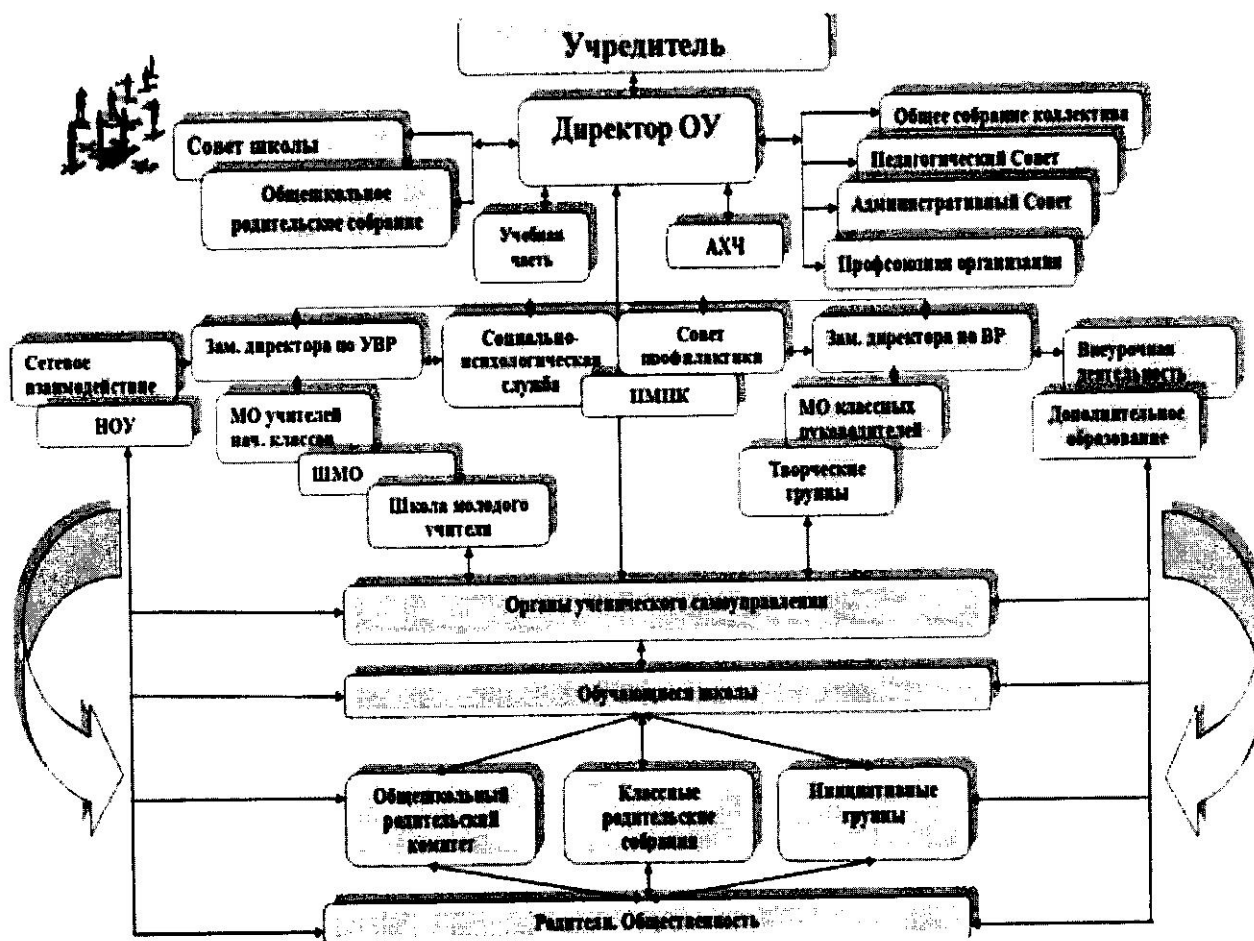 Учредитель
Директор ОУ
Совет школы
Общешкольное
родительские собрание
Учебная
часть
АХЧ
Общее собрание коллектива
Педагогический Совет
Административный Совет
Профсоюзная организация
Сетевое
взаимодействие
НОУ
Зам. директора по УВР
Социально-
психологическая
служба
Совет
профилактики
ПМПК
Зам. директора по ВР
Внеурочная
деятельность
Дополнительное
образование
МО учителей
нач. классов
ШМО
Школа молодого
учителя
МО классных
руководителей
Творческие
группы
Органы ученического самоуправления
Обучающиеся школы
Общешкольный
родительский
комитет
Классные
родительские
собрания
Инициативные
группы
Родители. Общественность